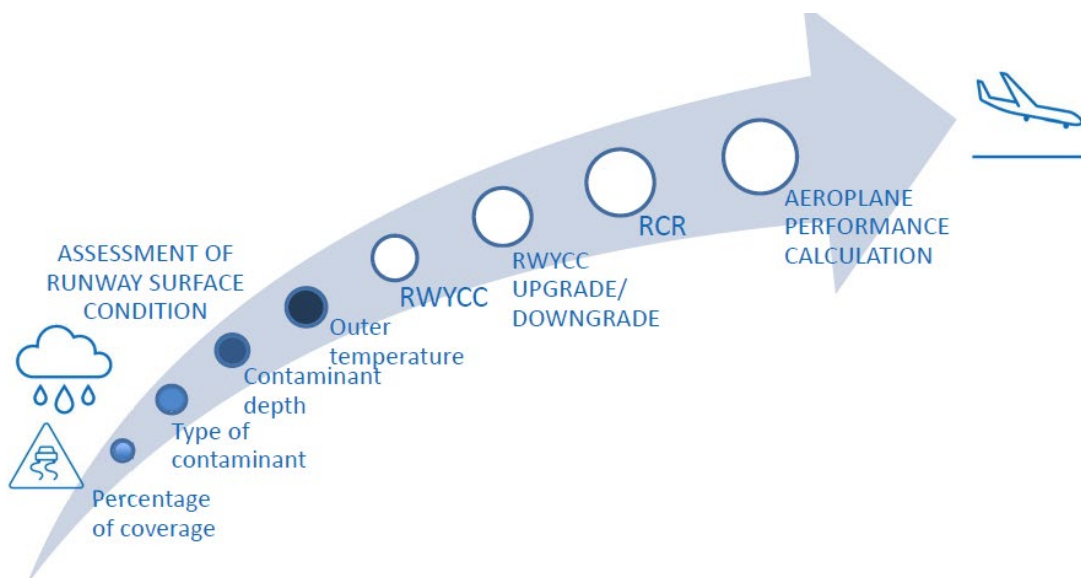 ASSESSMENT OF
RUNWAY SURFACE
CONDITION
Percentage
of coverage
Type of
contaminant
Contaminant
depth
Outer
temperature
RWYCC
RWYCC
UPGRADE/
DOWNGRADE
RCR
AEROPLANE
PERFORMANCE
CALCULATION